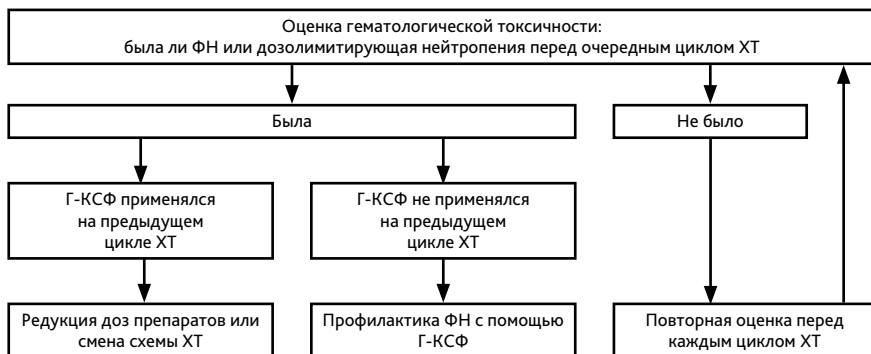 Оценка гематологической токсичности:
была ли ФН или дозолимитирующая нейтропения перед очередным циклом ХТ
Была
Не было
Г-КСФ применялся
на предыдущем
цикле ХТ
Г-КСФ не применялся
на предыдущем
цикле ХТ
Редукция доз препаратов или
смена схемы ХТ
Профилактика ФН с помощью
Г-КСФ
Повторная оценка перед
каждым циклом ХТ